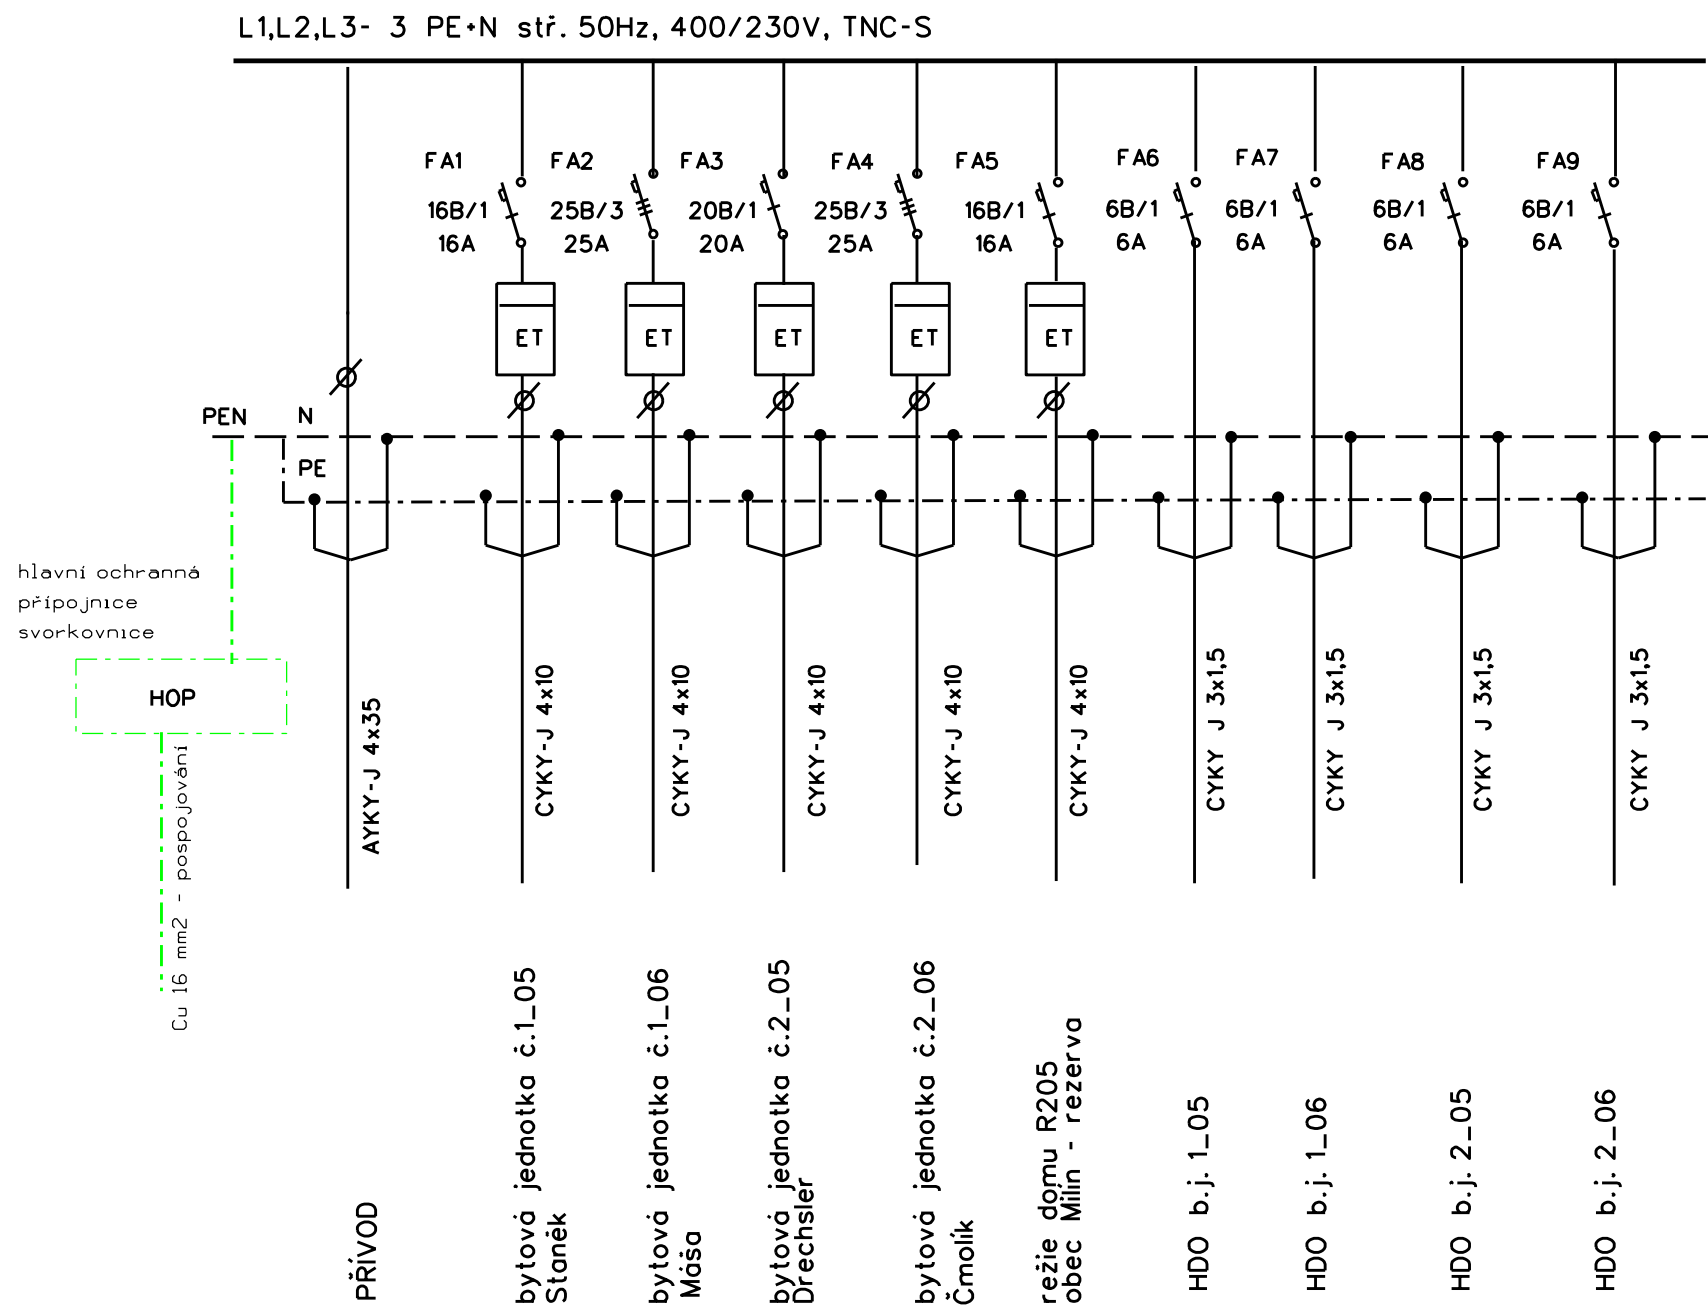 L1,L2,L3- 3 PE+N stř. 50Hz, 400/230V, TNC-S
FA1
16B/1
16A
FA2
25B/3
25A
FA3
20B/1
20A
FA4
25B/3
25A
FA5
16B/1
16A
FA6
6B/1
6A
FA7
6B/1
6A
FA8
6B/1
6A
FA9
6B/1
6A
ET
ET
ET
ET
ET
PEN
N
PE
hlavní ochranná
přípojnice
svorkovnice
HOP
Cu 16 mm2 - pospojování
AYKY-J 4x35
CYKY-J 4x10
CYKY-J 4x10
CYKY-J 4x10
CYKY-J 4x10
CYKY-J 4x10
CYKY J 3x1,5
CYKY J 3x1,5
CYKY J 3x1,5
CYKY J 3x1,5
PŘÍVOD
bytová jednotka č.1_05
Staněk
bytová jednotka č.1_06
Máša
bytová jednotka č.2_05
Drechsler
bytová jednotka č.2_06
Čmolík
režie domu R205
obec Milín - rezerva
HDO b.j. 1_05
HDO b.j. 1_06
HDO b.j. 2_05
HDO b.j. 2_06